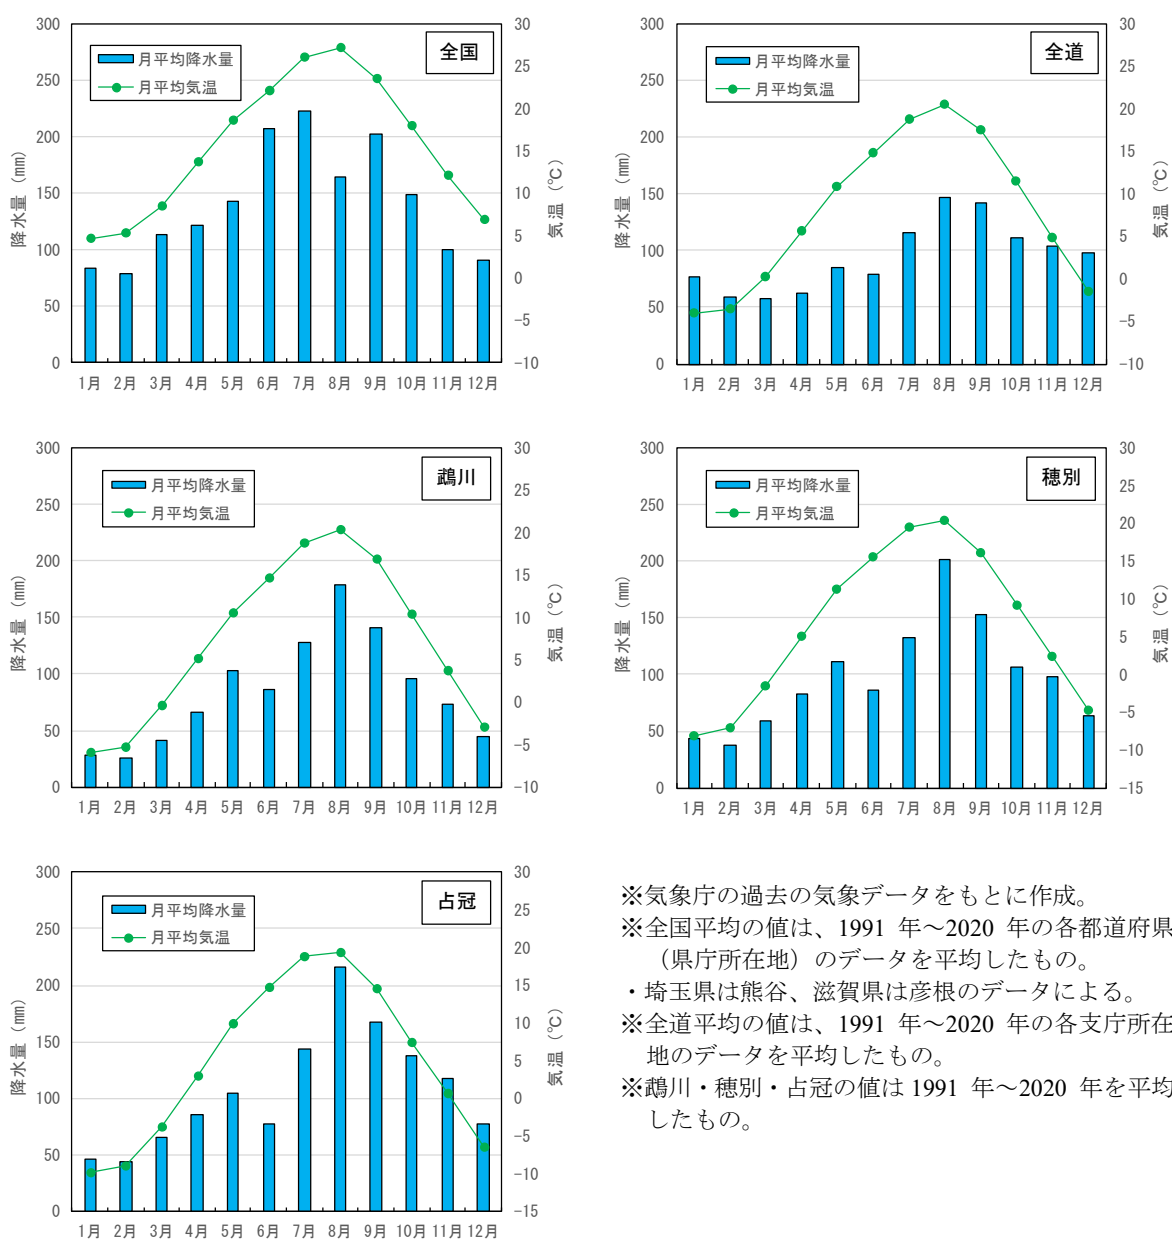 全国
月平均降水量
月平均気温
降水量 (mm)
気温 (℃)
300
250
200
150
100
50
0
30
25
20
15
10
5
0
−5
−10
1月 2月 3月 4月 5月 6月 7月 8月 9月 10月 11月 12月
全道
月平均降水量
月平均気温
降水量 (mm)
気温 (℃)
300
250
200
150
100
50
0
30
25
20
15
10
5
0
−5
−10
1月 2月 3月 4月 5月 6月 7月 8月 9月 10月 11月 12月
鵡川
月平均降水量
月平均気温
降水量 (mm)
気温 (℃)
300
250
200
150
100
50
0
30
25
20
15
10
5
0
−5
−10
1月 2月 3月 4月 5月 6月 7月 8月 9月 10月 11月 12月
穂別
月平均降水量
月平均気温
降水量 (mm)
気温 (℃)
300
250
200
150
100
50
0
30
25
20
15
10
5
0
−5
−10
−15
1月 2月 3月 4月 5月 6月 7月 8月 9月 10月 11月 12月
占冠
月平均降水量
月平均気温
降水量 (mm)
気温 (℃)
300
250
200
150
100
50
0
30
25
20
15
10
5
0
−5
−10
−15
1月 2月 3月 4月 5月 6月 7月 8月 9月 10月 11月 12月
※気象庁の過去の気象データをもとに作成。
※全国平均の値は、1991 年～2020 年の各都道府県
（県庁所在地）のデータを平均したもの。
・埼玉県は熊谷、滋賀県は彦根のデータによる。
※全道平均の値は、1991 年～2020 年の各支庁所在
地のデータを平均したもの。
※鵡川・穂別・占冠の値は 1991 年～2020 年を平均
したもの。